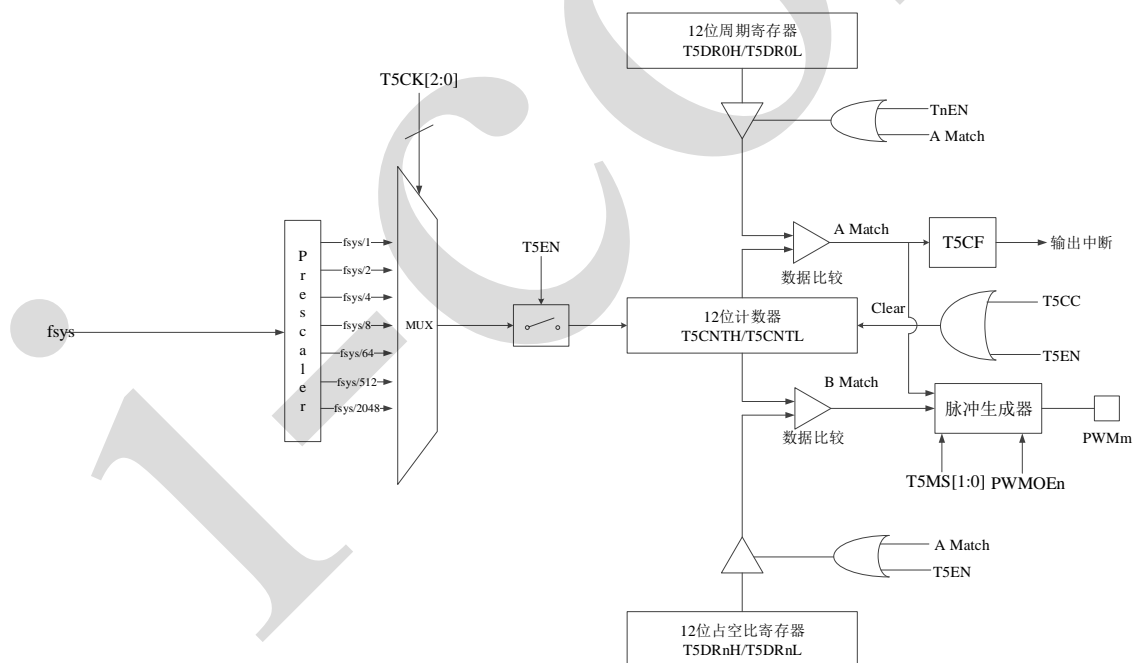 12位周期寄存器
T5DR0H/T5DR0L
T5CK[2:0]
TnEN
A Match
Prescaler
fsys/1
fsys/2
fsys/4
fsys/8
fsys/64
fsys/512
fsys/2048
fsys
MUX
T5EN
A Match
数据比较
T5CF
输出中断
12位计数器
T5CNTH/T5CNTL
Clear
T5CC
T5EN
B Match
数据比较
脉冲生成器
PWMm
T5MS[1:0]
PWMOEn
A Match
T5EN
12位占空比寄存器
T5DRnH/T5DRnL